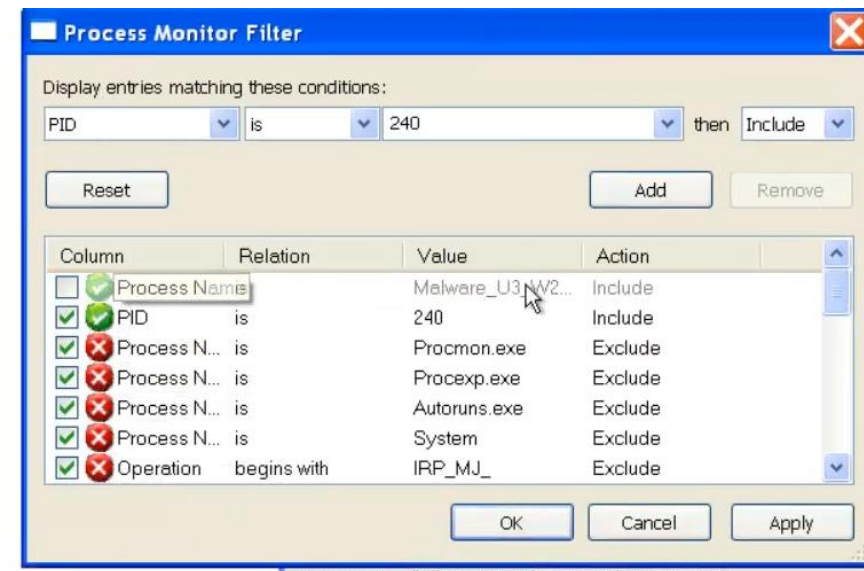 Process Monitor Filter
Display entries matching these conditions:
PID is 240 then Include
Reset Add Remove
Column Relation Value Action
Process Name is Malware_U3_W2... Include
PID is 240 Include
Process N... is Procmon.exe Exclude
Process N... is Procexp.exe Exclude
Process N... is Autoruns.exe Exclude
Process N... is System Exclude
Operation begins with IRP_MJ_ Exclude
OK Cancel Apply